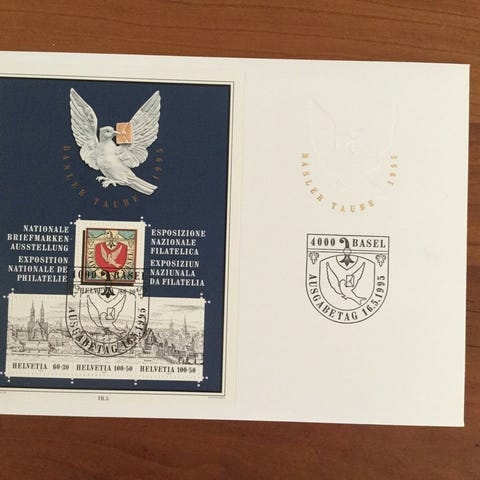 BASLER TAUBE 1995
NATIONALE
BRIEFMARKEN-
AUSSTELLUNG
EXPOSITION
NATIONALE DE
PHILATELIE
ESPOSIZIONE
NAZIONALE
FILATELICA
EXPOSIZIUN
NAZIUNALA
DA FILATELIA
4000 BASEL
AUSGABETAG 16.5.1995
HELVETIA 60+30
HELVETIA 100+50
HELVETIA 100+50
FR. 5
BASLER TAUBE 1995
4000 BASEL
AUSGABETAG 16.5.1995